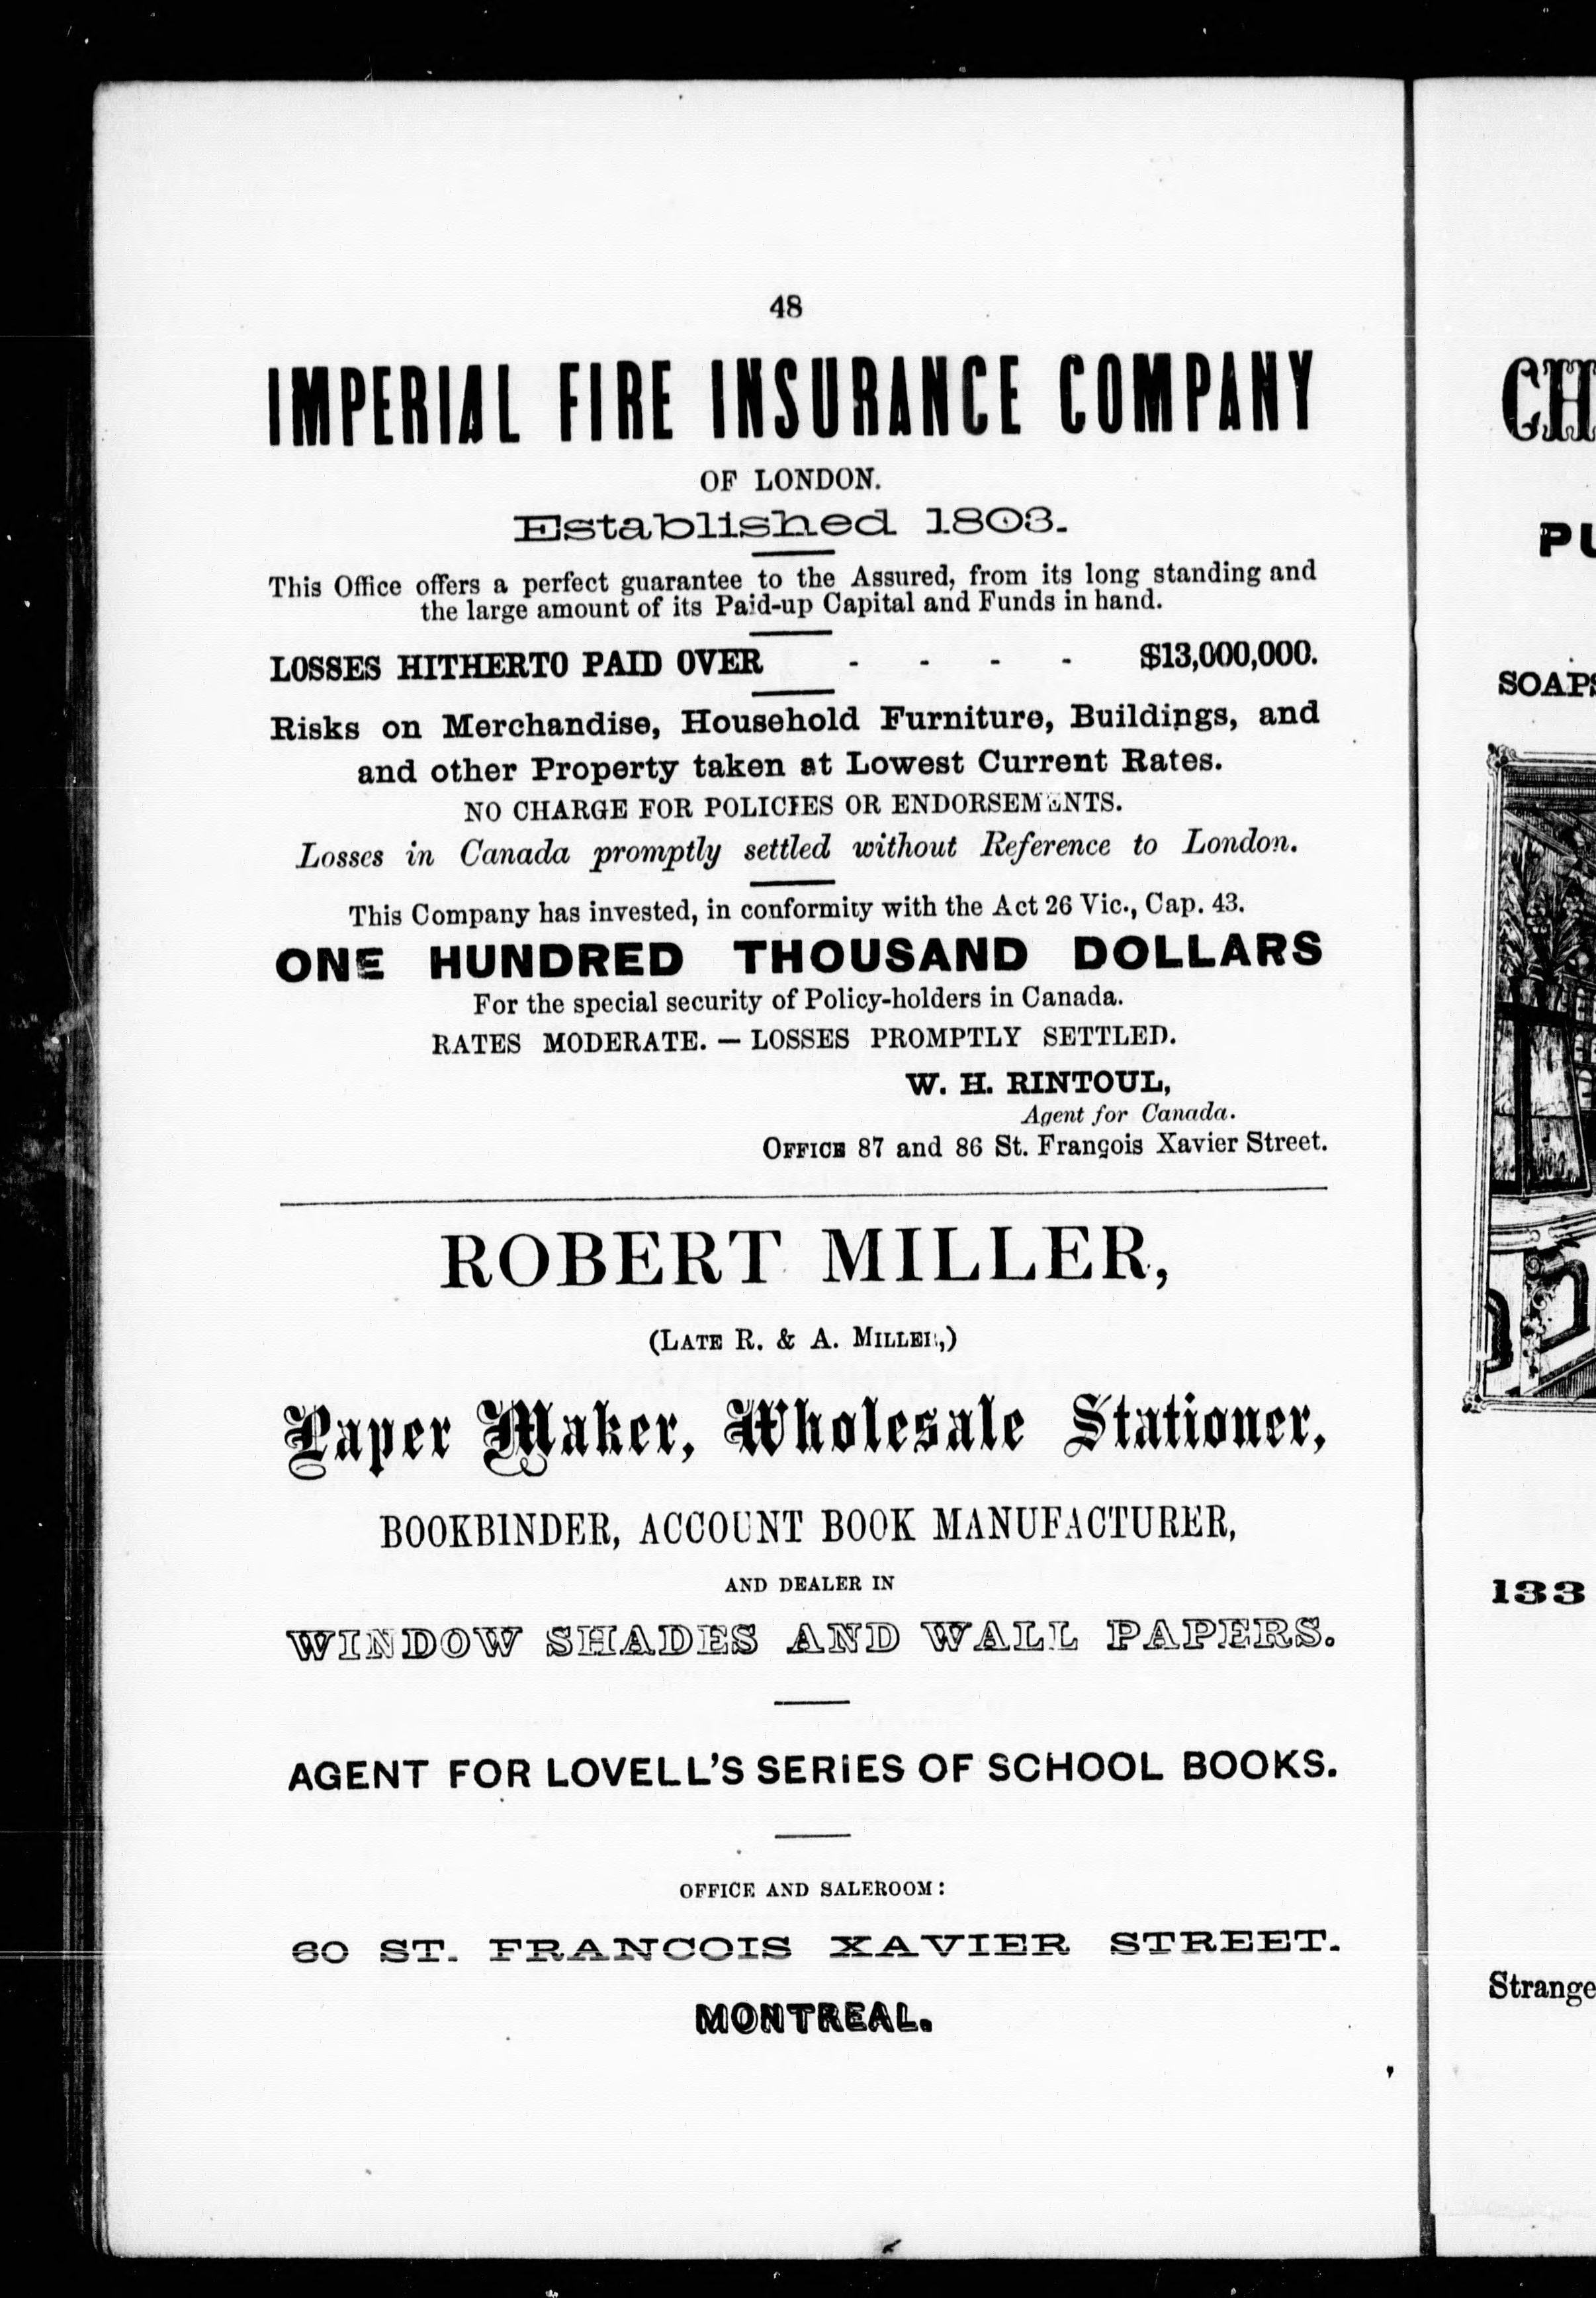 48
IMPERIAL FIRE INSURANCE COMPANY
OF LONDON.
Established 1803.
This Office offers a perfect guarantee to the Assured, from its long standing and
the large amount of its Paid-up Capital and Funds in hand.
LOSSES HITHERTO PAID OVER - - - - $13,000,000.
Risks on Merchandise, Household Furniture, Buildings, and
and other Property taken at Lowest Current Rates.
NO CHARGE FOR POLICIES OR ENDORSEMENTS.
Losses in Canada promptly settled without Reference to London.
This Company has invested, in conformity with the Act 26 Vic., Cap. 43.
ONE HUNDRED THOUSAND DOLLARS
For the special security of Policy-holders in Canada.
RATES MODERATE. — LOSSES PROMPTLY SETTLED.
W. H. RINTOUL,
Agent for Canada.
OFFICE 87 and 86 St. François Xavier Street.
ROBERT MILLER,
(LATE R. & A. MILLER,)
Paper Maker, Wholesale Stationer,
BOOKBINDER, ACCOUNT BOOK MANUFACTURER,
AND DEALER IN
WINDOW SHADES AND WALL PAPERS.
AGENT FOR LOVELL'S SERIES OF SCHOOL BOOKS.
OFFICE AND SALEROOM:
60 ST. FRANCOIS XAVIER STREET.
MONTREAL.
CH
PU
SOAPS
133
Strange